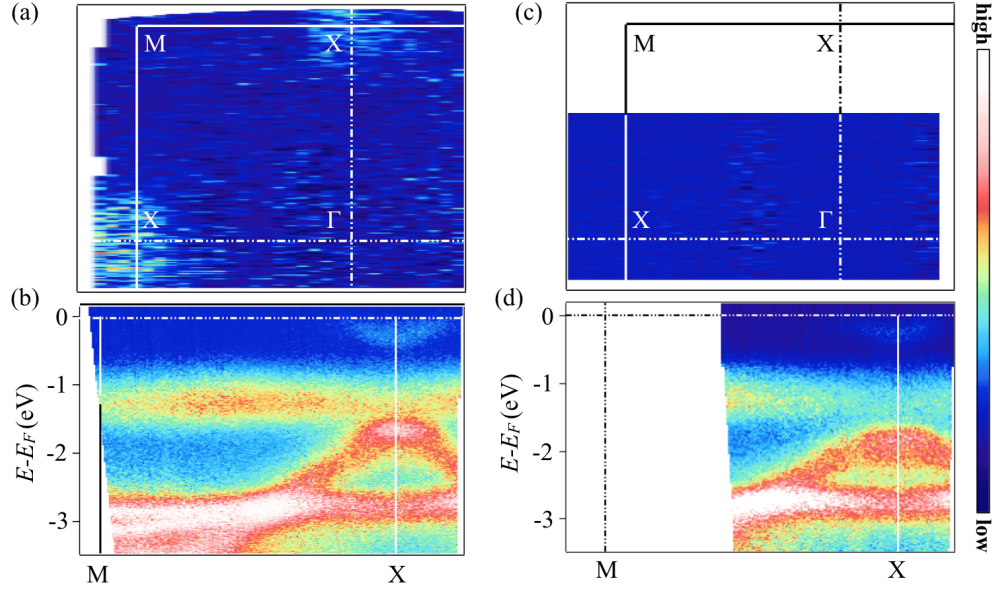 (a)
M
X
X
Γ
(b)
0
-1
-2
-3
E-E_F (eV)
M
X
(c)
M
X
X
Γ
(d)
0
-1
-2
-3
E-E_F (eV)
M
X
high
low